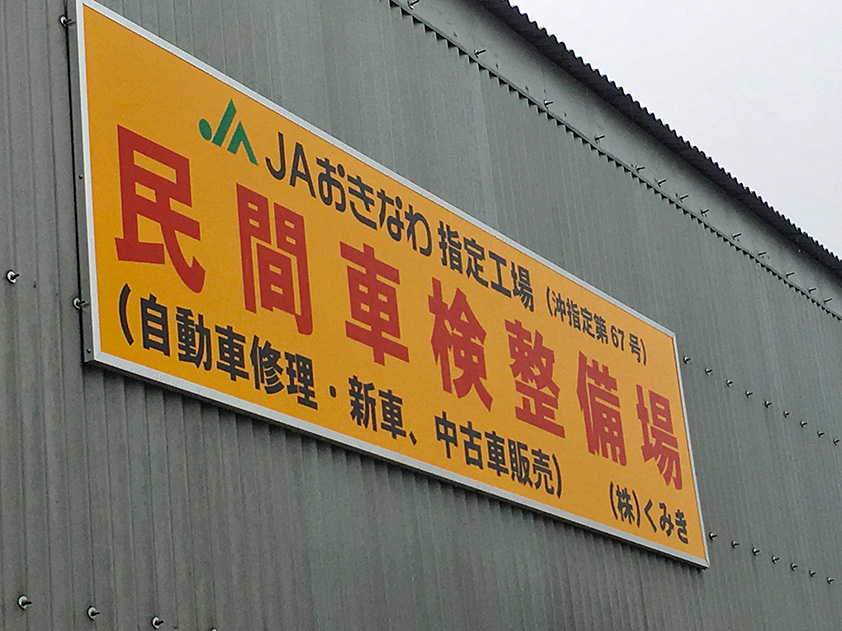 JAおきなわ 指定工場 (沖指定第67号)
民間車検整備場
(自動車修理・新車、中古車販売)
(株)くみき